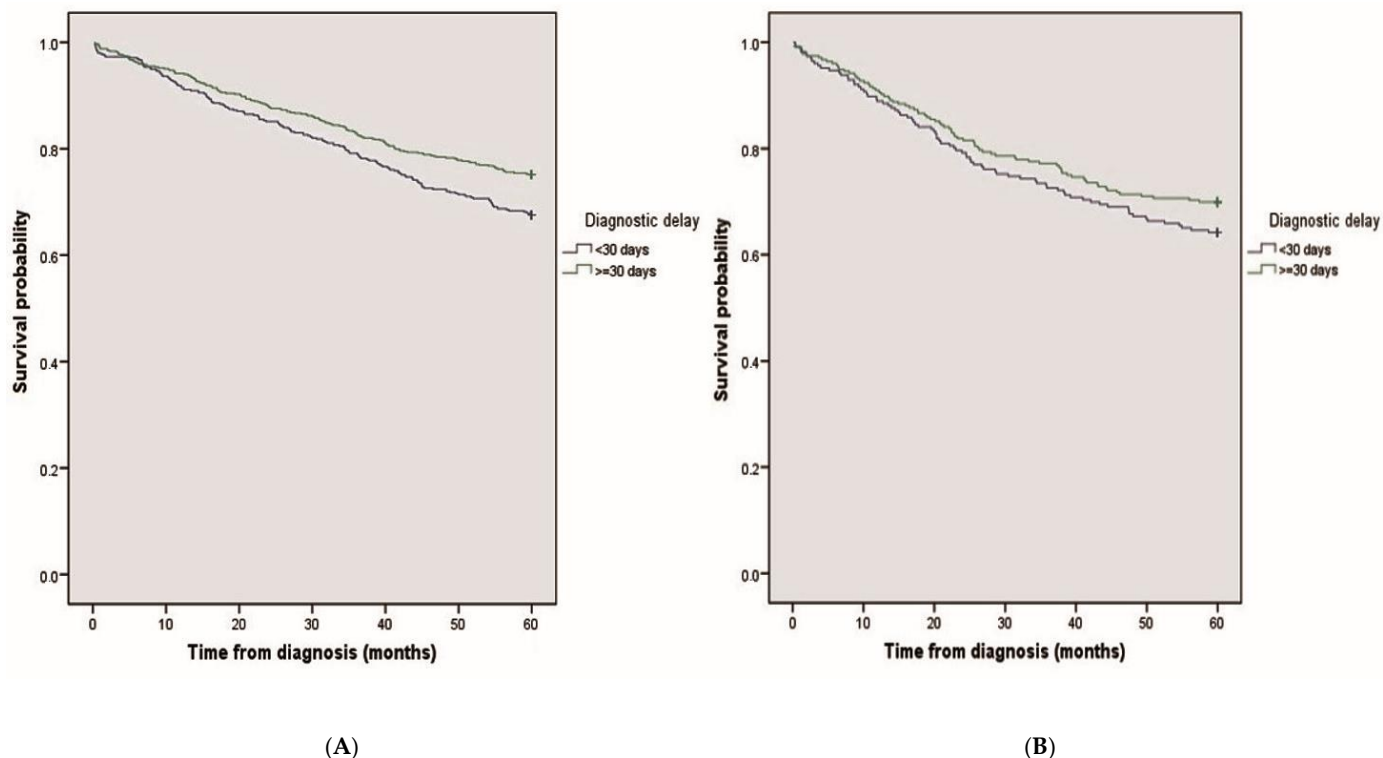 1.0
0.8
0.6
0.4
0.2
0.0
Survival probability
0 10 20 30 40 50 60
Time from diagnosis (months)
Diagnostic delay
<30 days
>=30 days
(A)
1.0
0.8
0.6
0.4
0.2
0.0
Survival probability
0 10 20 30 40 50 60
Time from diagnosis (months)
Diagnostic delay
<30 days
>=30 days
(B)